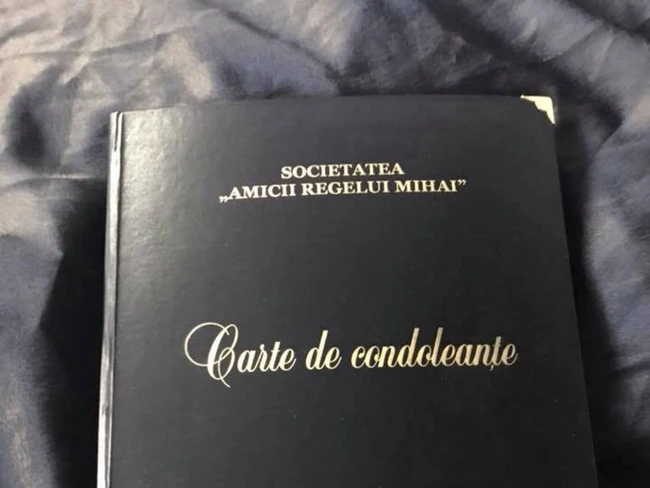 SOCIETATEA
„AMICII REGELUI MIHAI”
Carte de condoleanțe